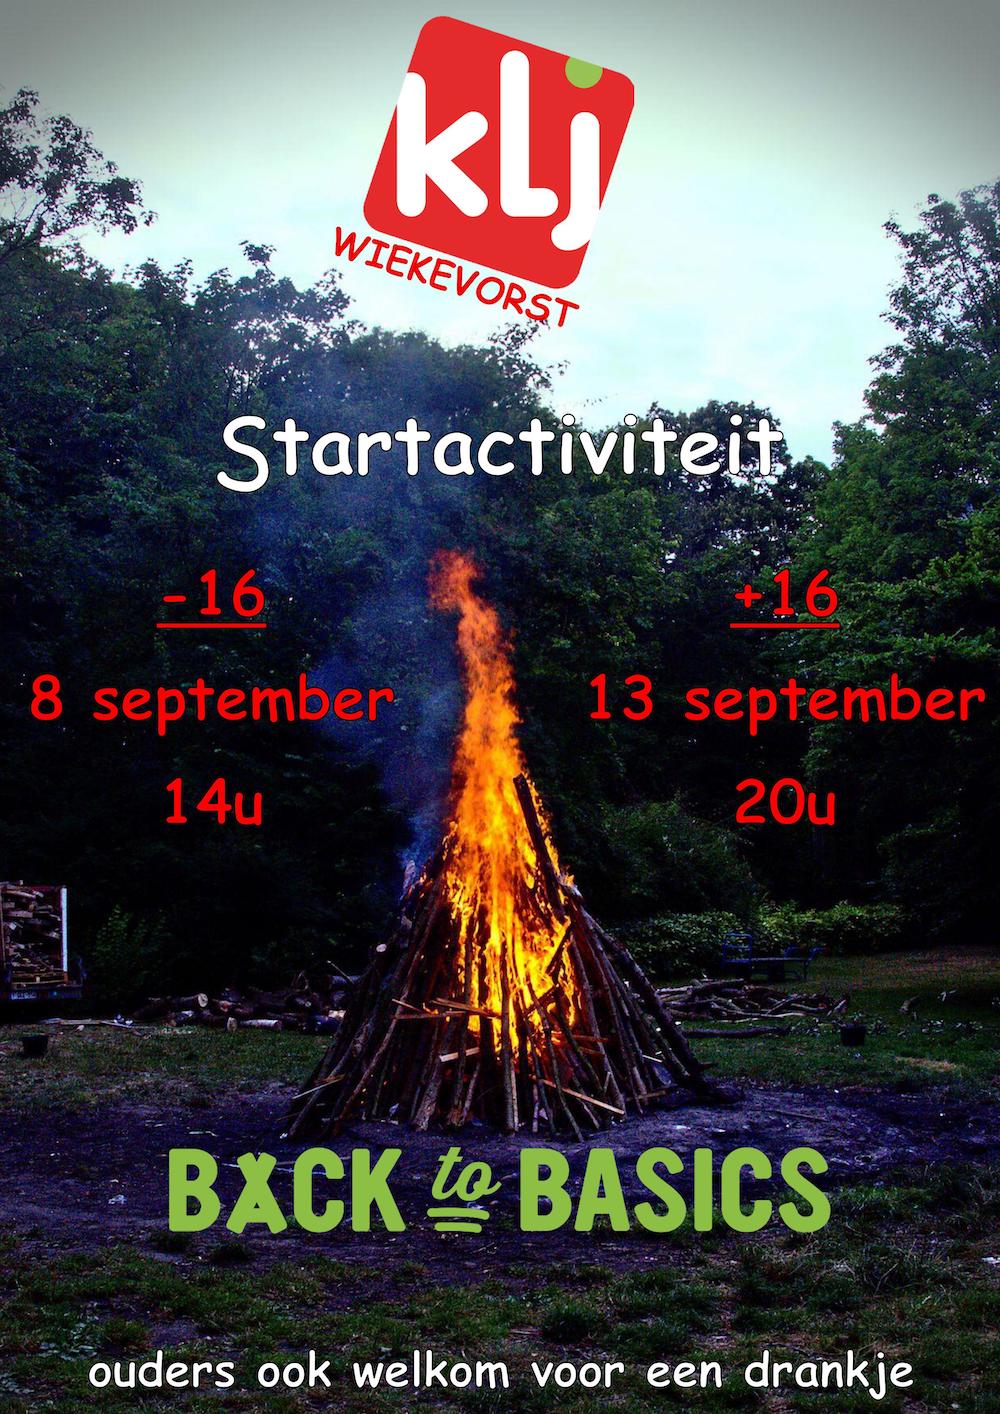 klj
WIEKEVORST
Startactiviteit
-16
8 september
14u
+16
13 september
20u
BACK to BASICS
ouders ook welkom voor een drankje